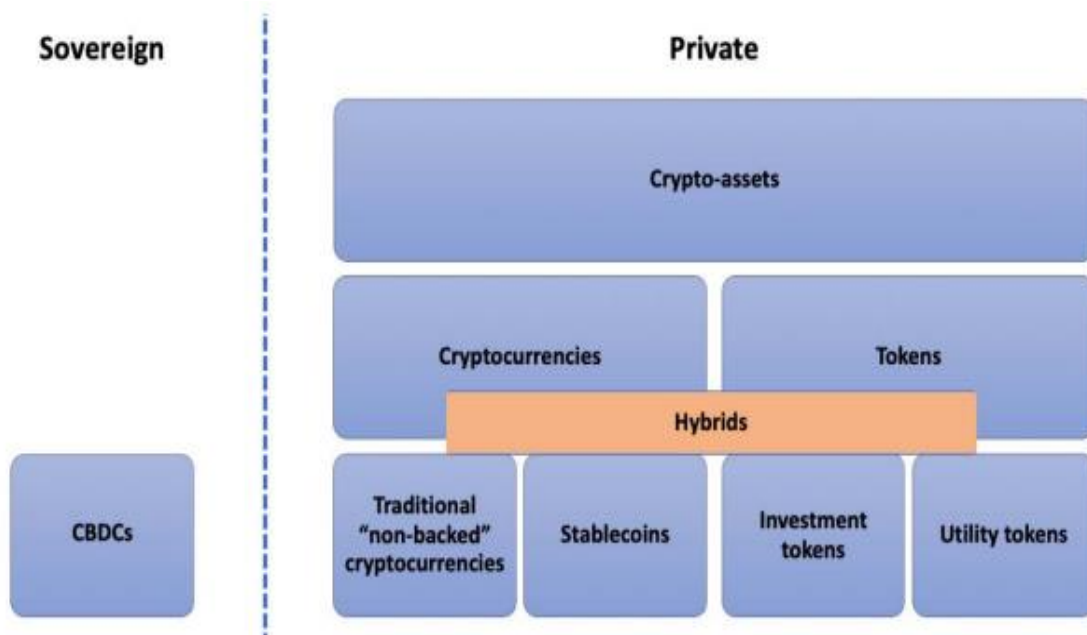 Sovereign
Private
Crypto-assets
Cryptocurrencies
Tokens
Hybrids
CBDCs
Traditional
“non-backed”
cryptocurrencies
Stablecoins
Investment
tokens
Utility tokens